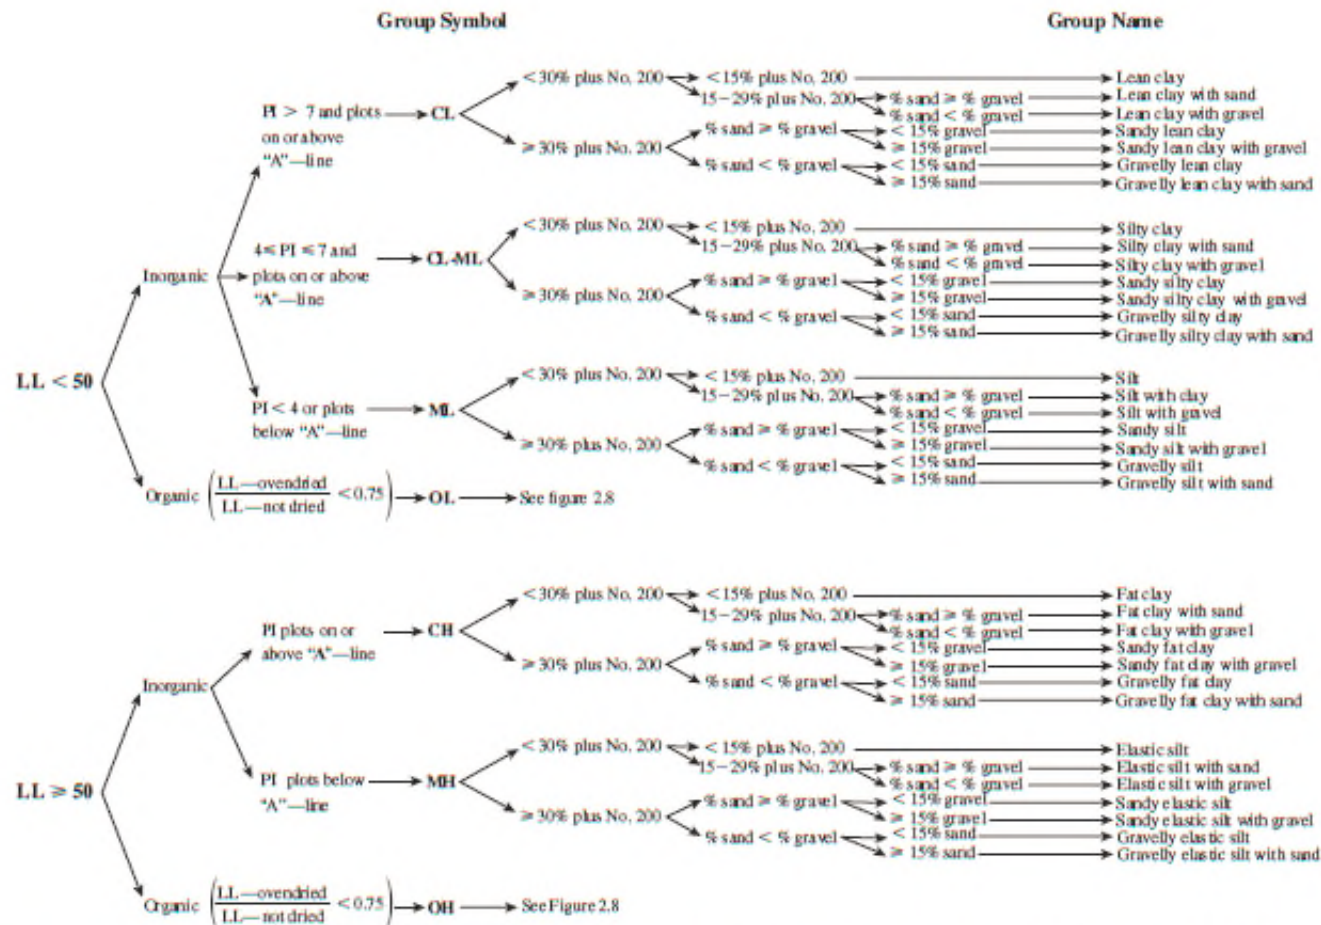 Group Symbol
Group Name
LL < 50
Inorganic
PI > 7 and plots
on or above
"A"—line
CL
< 30% plus No. 200
< 15% plus No. 200
Lean clay
15−29% plus No. 200
% sand ≥ % gravel
Lean clay with sand
% sand < % gravel
Lean clay with gravel
≥ 30% plus No. 200
% sand ≥ % gravel
< 15% gravel
Sandy lean clay
≥ 15% gravel
Sandy lean clay with gravel
% sand < % gravel
< 15% sand
Gravelly lean clay
≥ 15% sand
Gravelly lean clay with sand
4 ≤ PI ≤ 7 and
plots on or above
"A"—line
CL-ML
< 30% plus No. 200
< 15% plus No. 200
Silty clay
15−29% plus No. 200
% sand ≥ % gravel
Silty clay with sand
% sand < % gravel
Silty clay with gravel
≥ 30% plus No. 200
% sand ≥ % gravel
< 15% gravel
Sandy silty clay
≥ 15% gravel
Sandy silty clay with gravel
% sand < % gravel
< 15% sand
Gravelly silty clay
≥ 15% sand
Gravelly silty clay with sand
PI < 4 or plots
below "A"—line
ML
< 30% plus No. 200
< 15% plus No. 200
Silt
15−29% plus No. 200
% sand ≥ % gravel
Silt with clay
% sand < % gravel
Silt with gravel
≥ 30% plus No. 200
% sand ≥ % gravel
< 15% gravel
Sandy silt
≥ 15% gravel
Sandy silt with gravel
% sand < % gravel
< 15% sand
Gravelly silt
≥ 15% sand
Gravelly silt with sand
Organic (LL—ovendried / LL—not dried < 0.75)
OL
See figure 2.8
LL ≥ 50
Inorganic
PI plots on or
above "A"—line
CH
< 30% plus No. 200
< 15% plus No. 200
Fat clay
15−29% plus No. 200
% sand ≥ % gravel
Fat clay with sand
% sand < % gravel
Fat clay with gravel
≥ 30% plus No. 200
% sand ≥ % gravel
< 15% gravel
Sandy fat clay
≥ 15% gravel
Sandy fat clay with gravel
% sand < % gravel
< 15% sand
Gravelly fat clay
≥ 15% sand
Gravelly fat clay with sand
PI plots below
"A"—line
MH
< 30% plus No. 200
< 15% plus No. 200
Elastic silt
15−29% plus No. 200
% sand ≥ % gravel
Elastic silt with sand
% sand < % gravel
Elastic silt with gravel
≥ 30% plus No. 200
% sand ≥ % gravel
< 15% gravel
Sandy elastic silt
≥ 15% gravel
Sandy elastic silt with gravel
% sand < % gravel
< 15% sand
Gravelly elastic silt
≥ 15% sand
Gravelly elastic silt with sand
Organic (LL—ovendried / LL—not dried < 0.75)
OH
See Figure 2.8